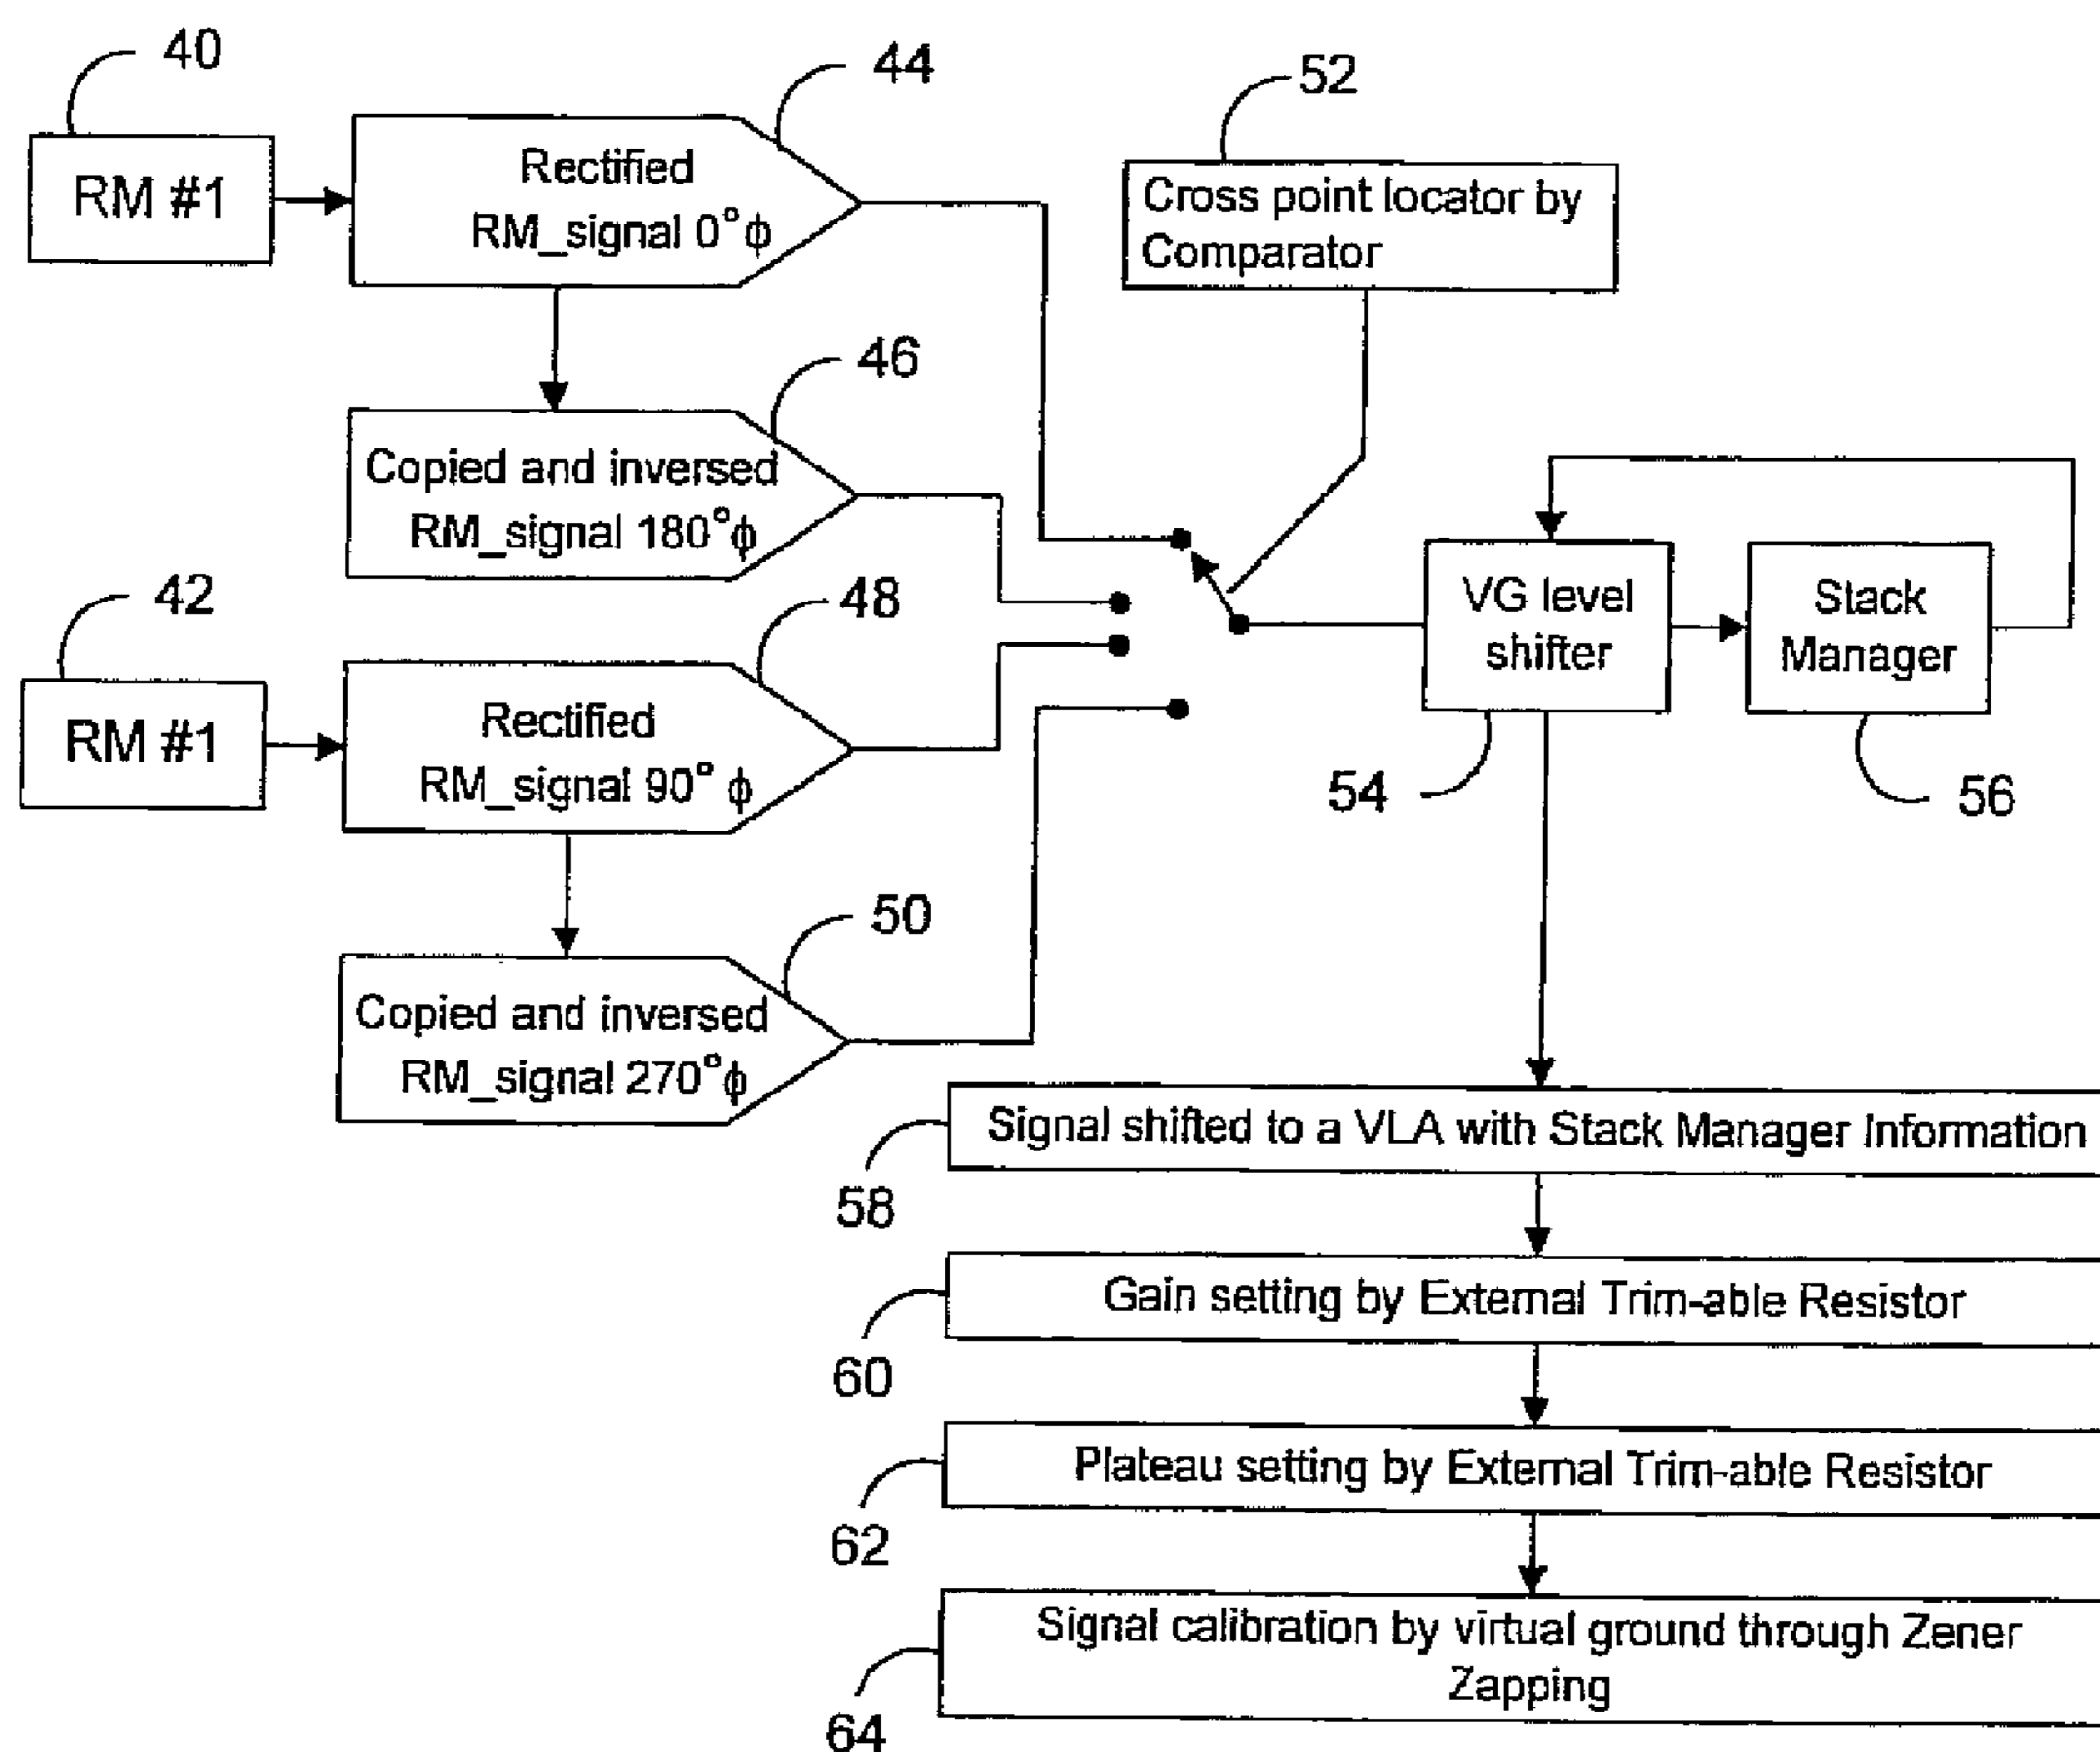 40
RM #1
44
Rectified
RM_signal 0°ϕ
52
Cross point locator by
Comparator
46
Copied and inversed
RM_signal 180°ϕ
42
RM #1
48
Rectified
RM_signal 90° ϕ
50
Copied and inversed
RM_signal 270°ϕ
VG level
shifter
54
Stack
Manager
56
Signal shifted to a VLA with Stack Manager Information
58
Gain setting by External Trim-able Resistor
60
Plateau setting by External Trim-able Resistor
62
Signal calibration by virtual ground through Zener
Zapping
64